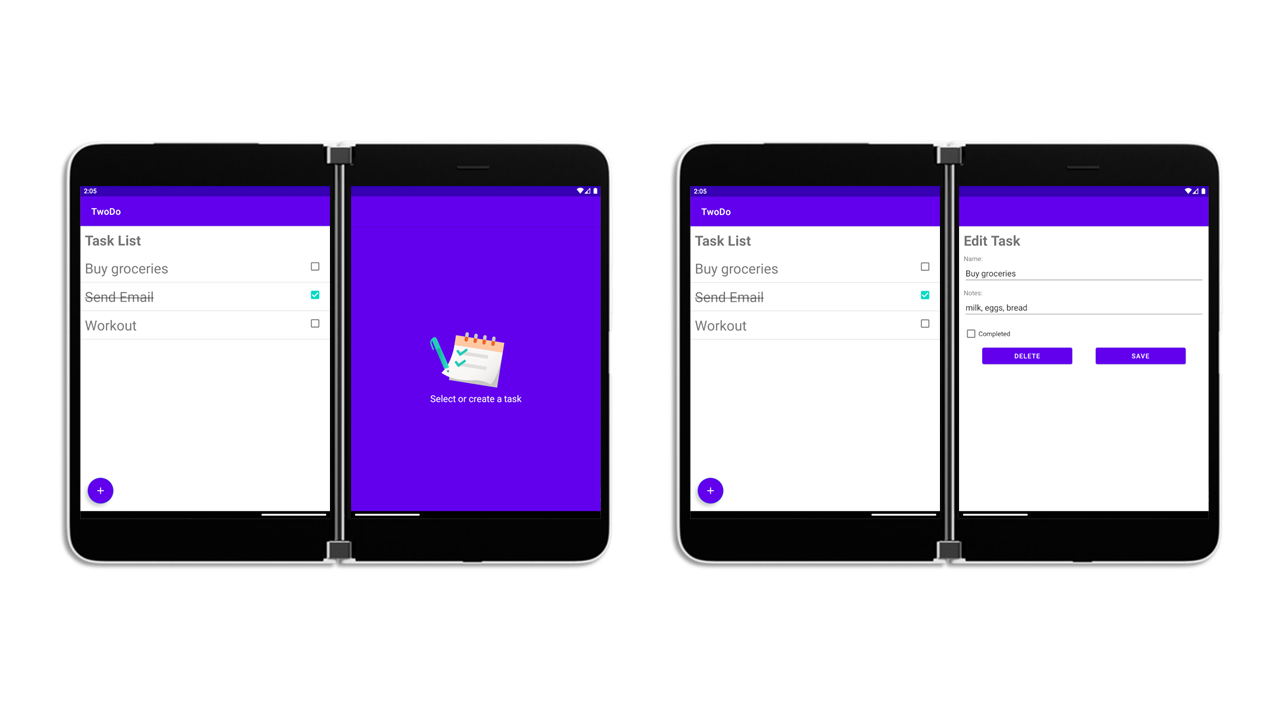 2:05
TwoDo
Task List
Buy groceries
Send Email
Workout
+
Select or create a task
2:05
TwoDo
Task List
Buy groceries
Send Email
Workout
+
Edit Task
Name:
Buy groceries
Notes:
milk, eggs, bread
Completed
DELETE SAVE